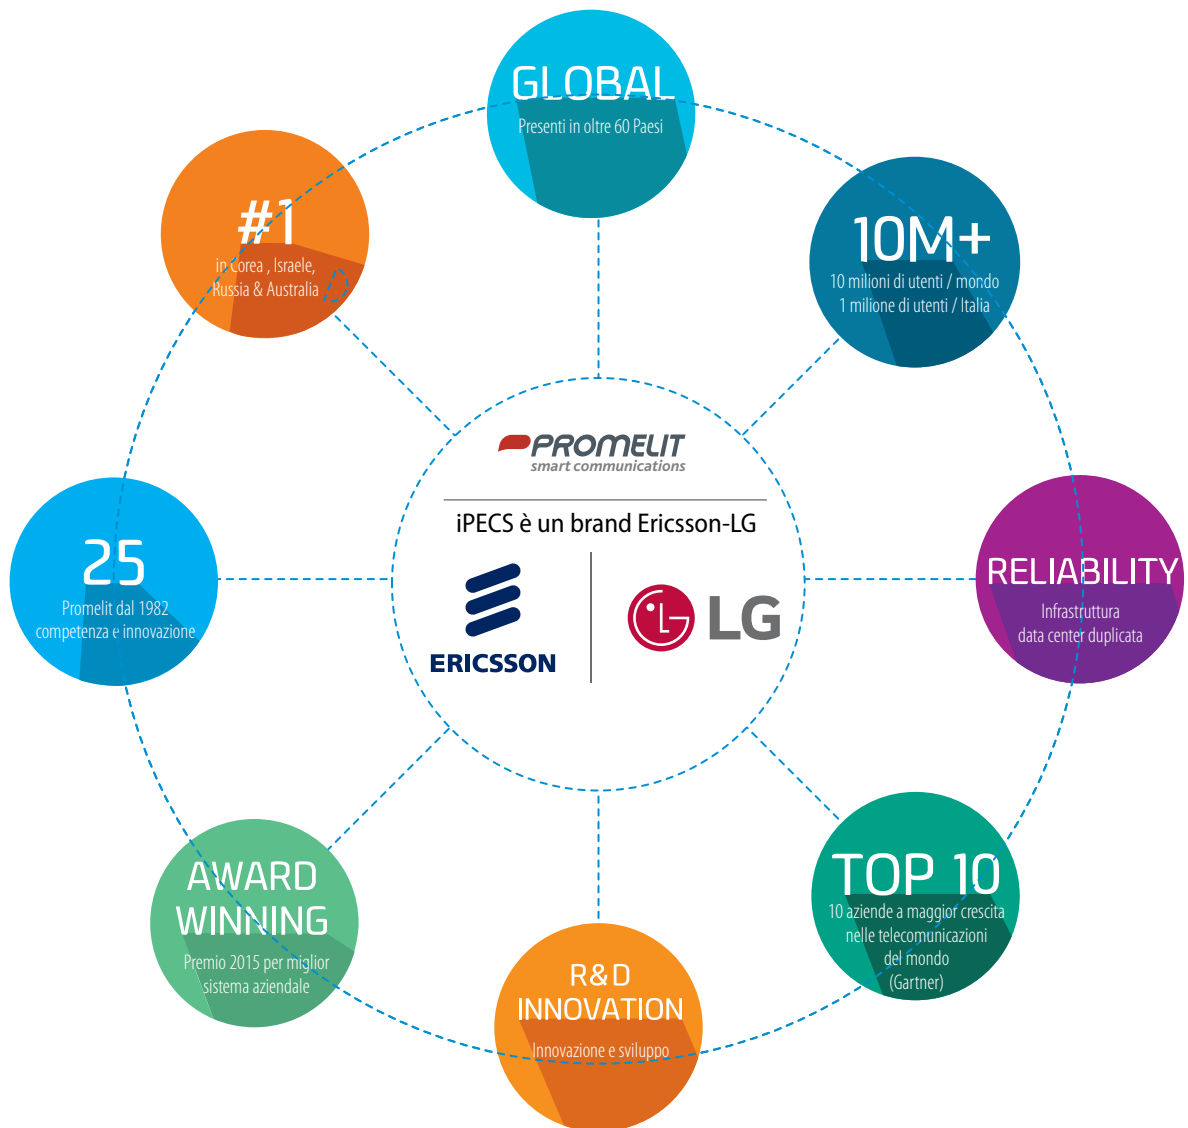 GLOBAL
Presenti in oltre 60 Paesi
10M+
10 milioni di utenti / mondo
1 milione di utenti / Italia
RELIABILITY
Infrastruttura
data center duplicata
TOP 10
10 aziende a maggior crescita
nelle telecomunicazioni
del mondo
(Gartner)
R&D
INNOVATION
Innovazione e sviluppo
AWARD
WINNING
Premio 2015 per miglior
sistema aziendale
25
Promelit dal 1982
competenza e innovazione
#1
in Corea , Israele,
Russia & Australia
PROMELIT
smart communications
iPECS è un brand Ericsson-LG
ERICSSON
LG